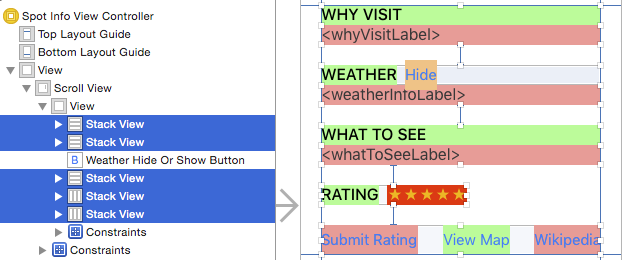 Spot Info View Controller
Top Layout Guide
Bottom Layout Guide
View
Scroll View
View
Stack View
Stack View
B Weather Hide Or Show Button
Stack View
Stack View
Stack View
Constraints
Constraints
WHY VISIT
<whyVisitLabel>
WEATHER Hide
<weatherInfoLabel>
WHAT TO SEE
<whatToSeeLabel>
RATING ★★★★★
Submit Rating View Map Wikipedia